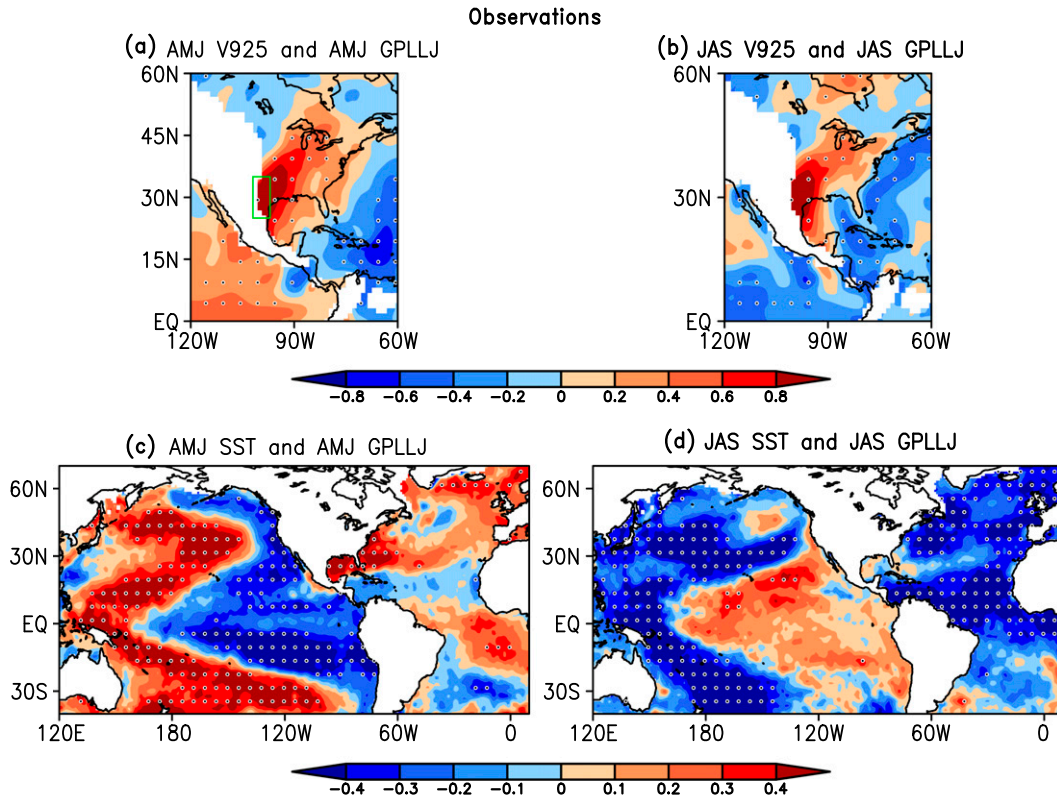 Observations
(a) AMJ V925 and AMJ GPLLJ
(b) JAS V925 and JAS GPLLJ
60N
45N
30N
15N
EQ
120W 90W 60W
60N
45N
30N
15N
EQ
120W 90W 60W
-0.8 -0.6 -0.4 -0.2 0 0.2 0.4 0.6 0.8
(c) AMJ SST and AMJ GPLLJ
(d) JAS SST and JAS GPLLJ
60N
30N
EQ
30S
120E 180 120W 60W 0
60N
30N
EQ
30S
120E 180 120W 60W 0
-0.4 -0.3 -0.2 -0.1 0 0.1 0.2 0.3 0.4